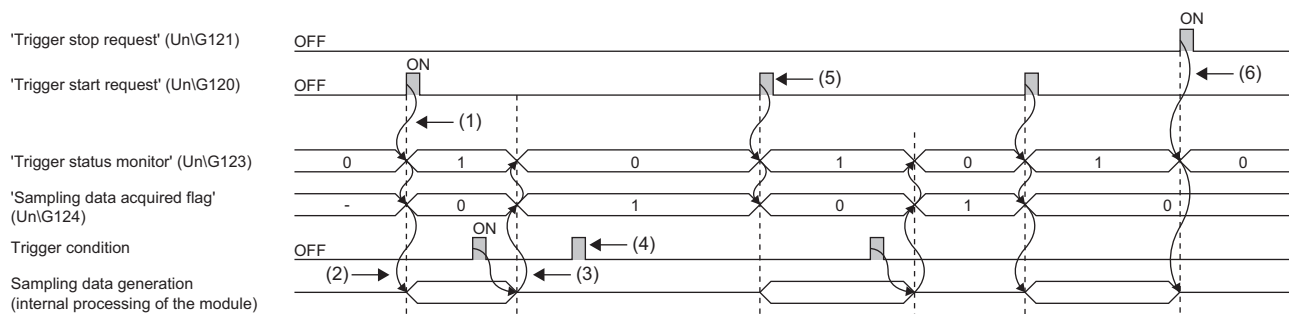 ON
'Trigger stop request' (Un\G121) OFF
ON (5) (6)
'Trigger start request' (Un\G120) OFF
(1)
'Trigger status monitor' (Un\G123) 0 1 0 1 0 1 0
'Sampling data acquired flag'
(Un\G124) - 0 1 0 1 0
ON (4)
Trigger condition OFF
(2) (3)
Sampling data generation
(internal processing of the module)